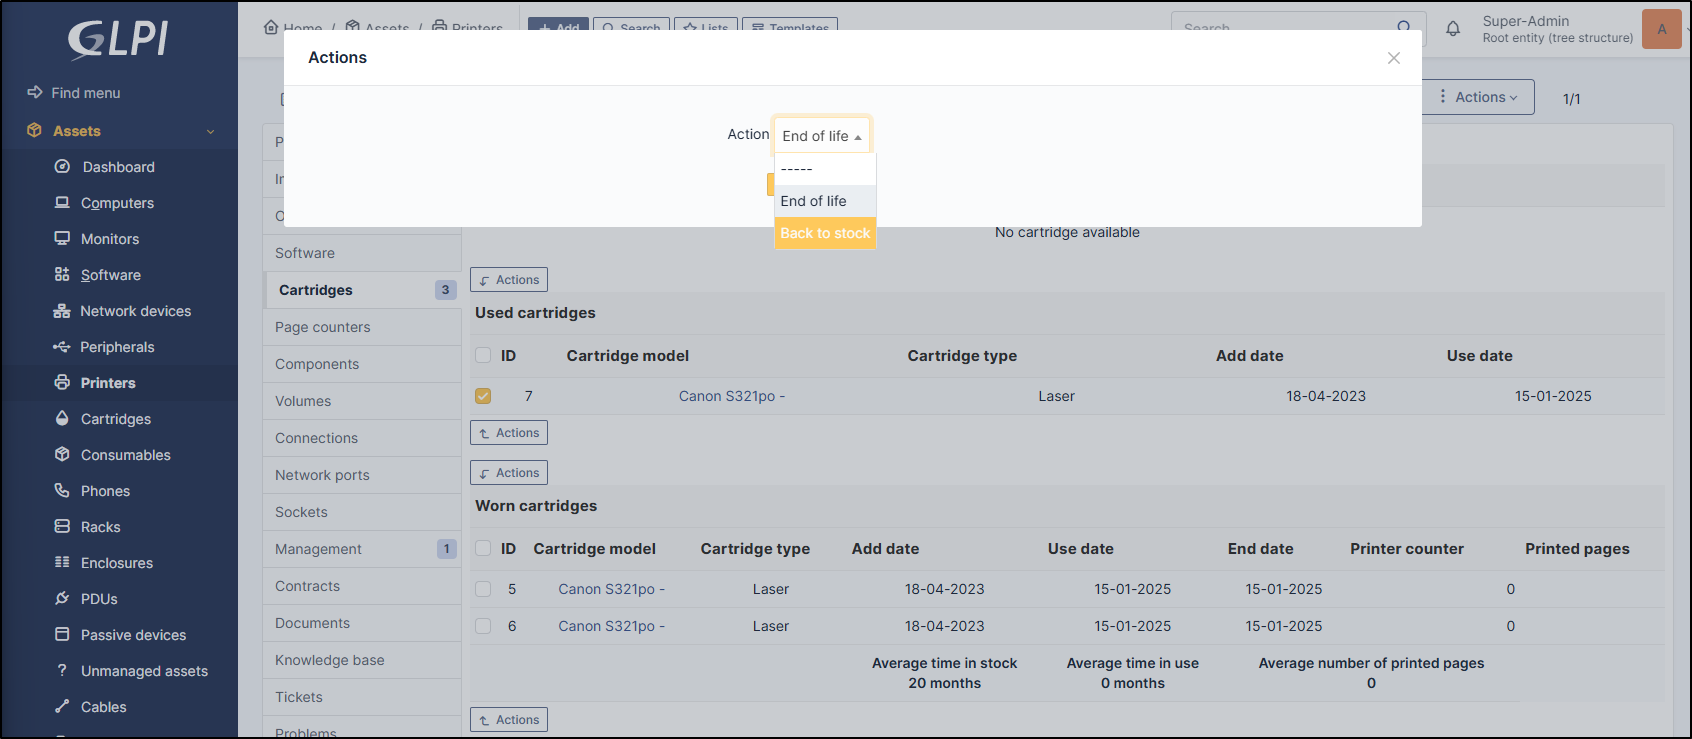 GLPI
Home / Assets / Printers
Add
Search
Lists
Templates
Search
Super-Admin
Root entity (tree structure)
A
Find menu
Assets
Dashboard
Computers
Monitors
Software
Network devices
Peripherals
Printers
Cartridges
Consumables
Phones
Racks
Enclosures
PDUs
Passive devices
? Unmanaged assets
Cables
Actions
Action End of life
-----
End of life
Back to stock
Actions
1/1
Software
Cartridges 3
Page counters
Components
Volumes
Connections
Network ports
Sockets
Management 1
Contracts
Documents
Knowledge base
Tickets
Problems
No cartridge available
Actions
Used cartridges
ID Cartridge model Cartridge type Add date Use date
7 Canon S321po - Laser 18-04-2023 15-01-2025
Actions
Actions
Worn cartridges
ID Cartridge model Cartridge type Add date Use date End date Printer counter Printed pages
5 Canon S321po - Laser 18-04-2023 15-01-2025 15-01-2025 0
6 Canon S321po - Laser 18-04-2023 15-01-2025 15-01-2025 0
Average time in stock Average time in use Average number of printed pages
20 months 0 months 0
Actions